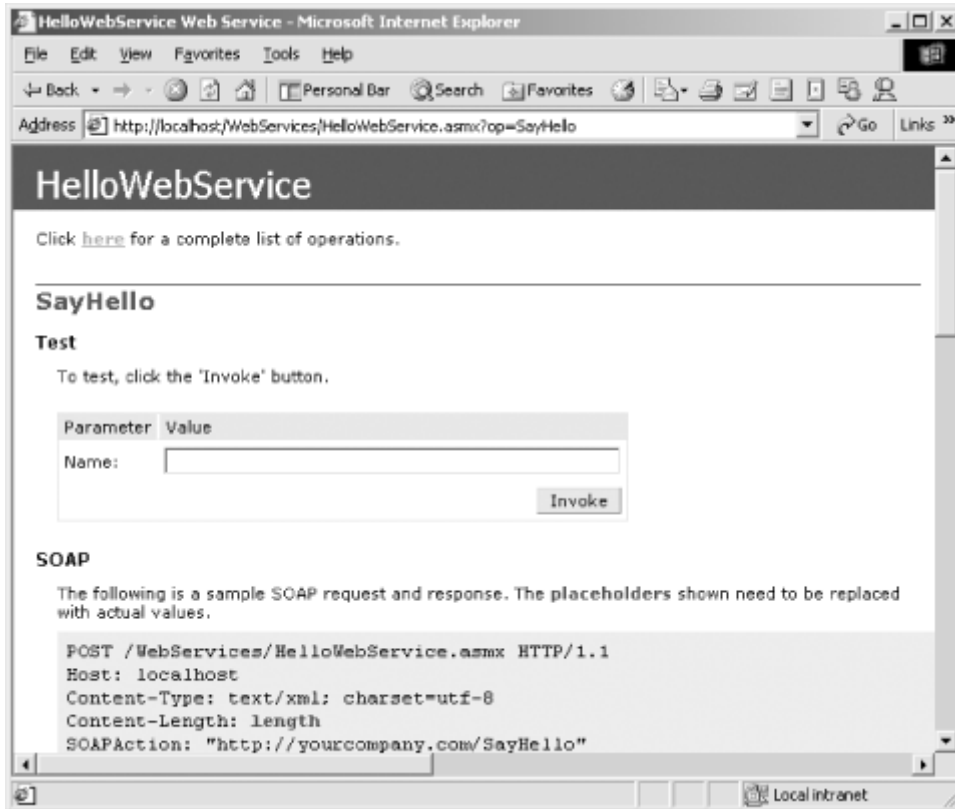 HelloWebService Web Service - Microsoft Internet Explorer
File Edit View Favorites Tools Help
Back Personal Bar Search Favorites
Address http://localhost/WebServices/HelloWebService.asmx?op=SayHello Go Links »
HelloWebService
Click here for a complete list of operations.
SayHello
Test
To test, click the 'Invoke' button.
Parameter Value
Name:
Invoke
SOAP
The following is a sample SOAP request and response. The placeholders shown need to be replaced
with actual values.
POST /WebServices/HelloWebService.asmx HTTP/1.1
Host: localhost
Content-Type: text/xml; charset=utf-8
Content-Length: length
SOAPAction: "http://yourcompany.com/SayHello"
Local intranet